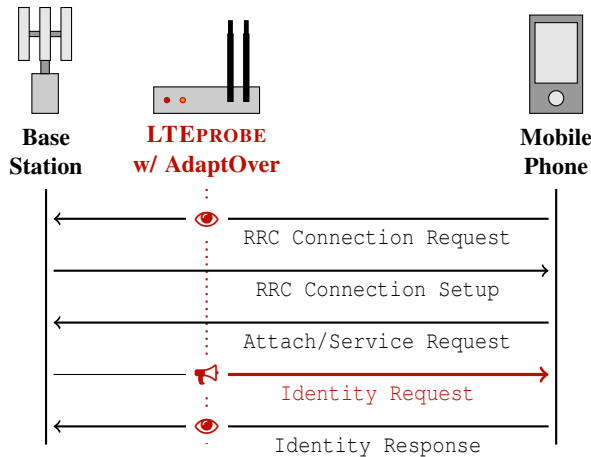 Base
Station
LTEPROBE
w/ AdaptOver
Mobile
Phone
RRC Connection Request
RRC Connection Setup
Attach/Service Request
Identity Request
Identity Response